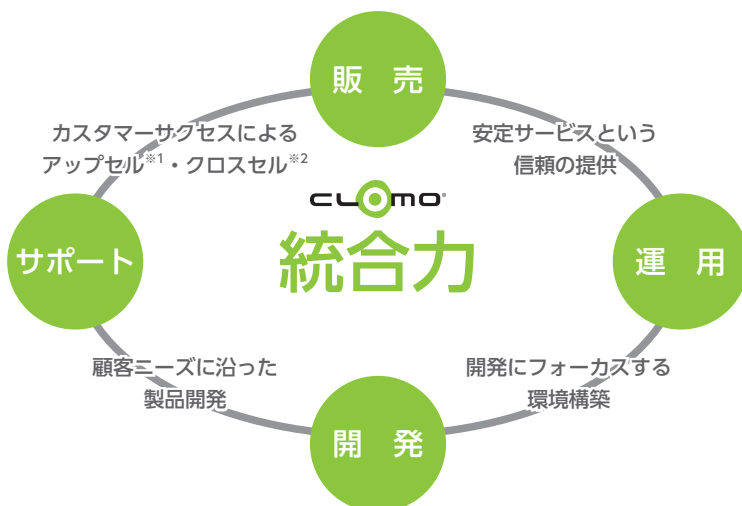 販 売
カスタマーサクセスによる
アップセル※1・クロスセル※2
安定サービスという
信頼の提供
CLOMO
統合力
サポート
運 用
顧客ニーズに沿った
製品開発
開発にフォーカスする
環境構築
開 発